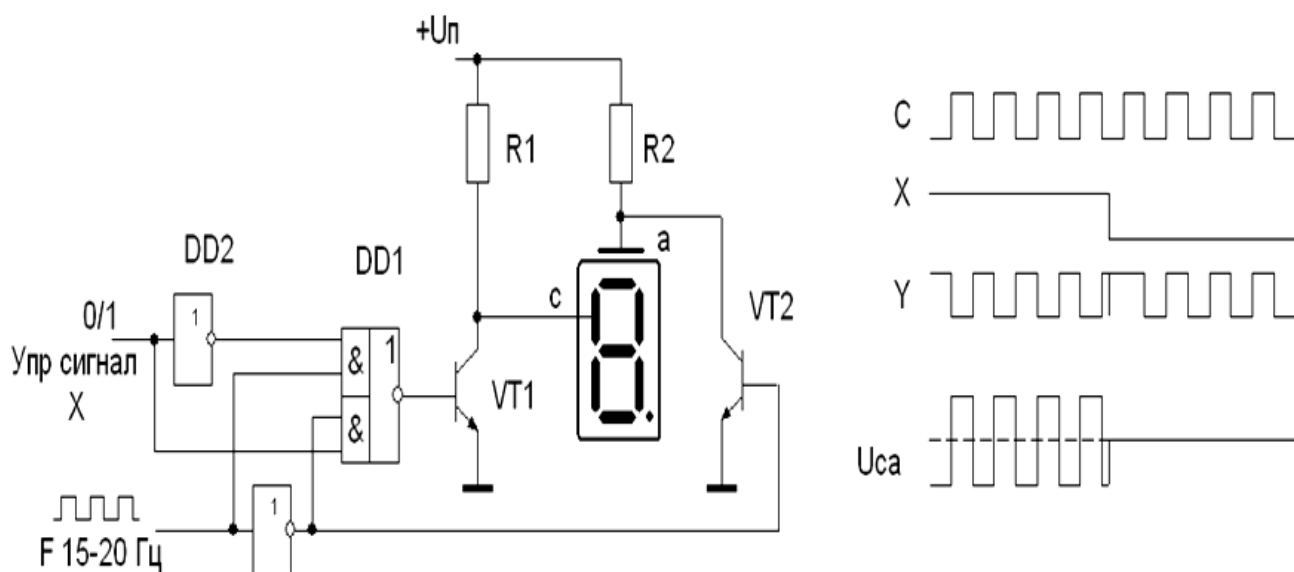 +Uп
R1
R2
DD2
DD1
a
c
VT2
VT1
0/1
Упр сигнал
X
1
&
&
1
1
F 15-20 Гц
C
X
Y
Uca